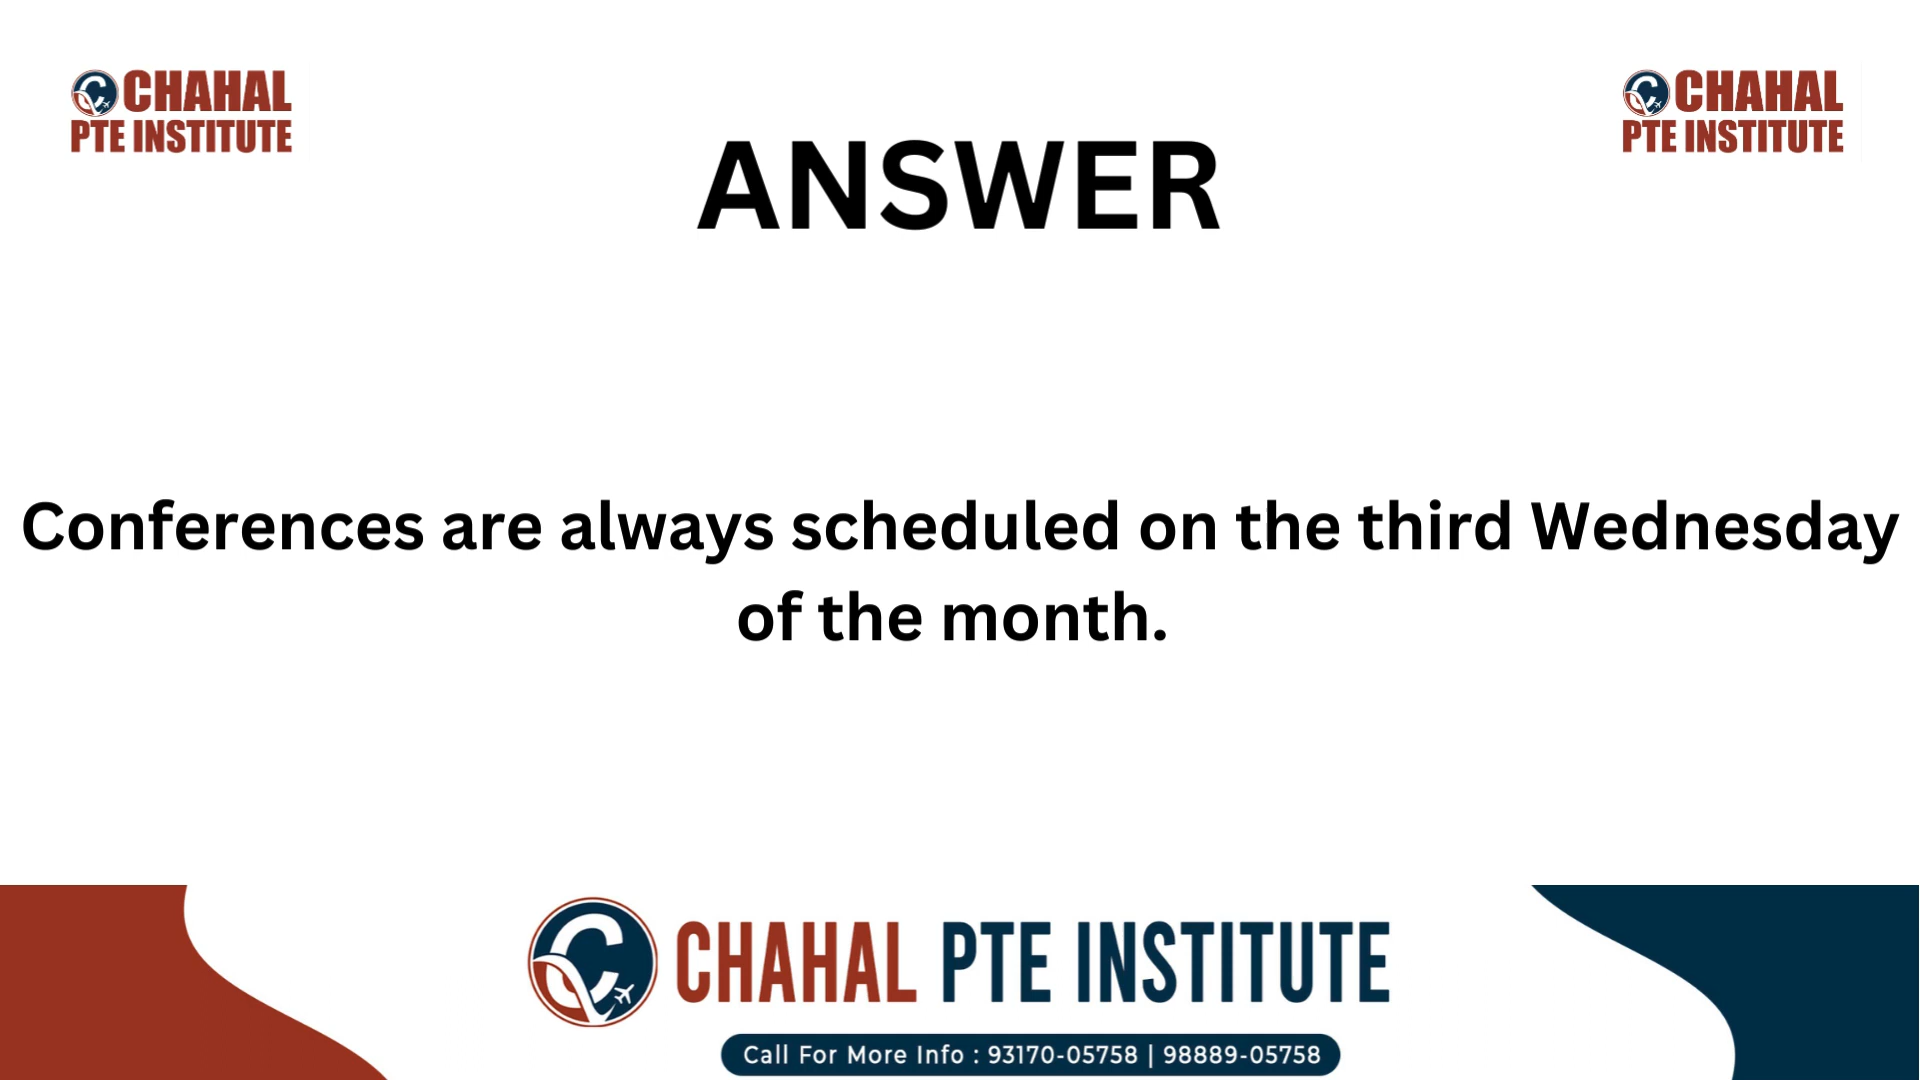 CHAHAL
PTE INSTITUTE
CHAHAL
PTE INSTITUTE
ANSWER
Conferences are always scheduled on the third Wednesday
of the month.
CHAHAL PTE INSTITUTE
Call For More Info : 93170-05758 | 98889-05758